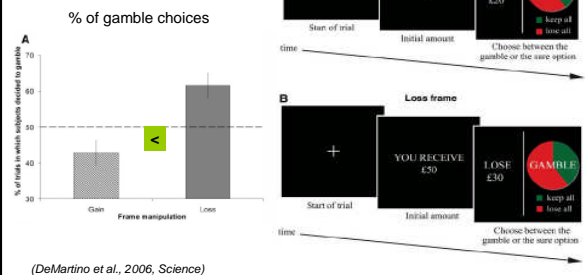 % of gamble choices
A
% of trials in which subjects decided to gamble
70
60
50
40
30
<
Gain
Loss
Frame manipulation
£20
keep all
lose all
Start of trial
Initial amount
Choose between the
gamble or the sure option
time
B
Loss frame
+
YOU RECEIVE
£50
LOSE
£30
GAMBLE
keep all
lose all
Start of trial
Initial amount
Choose between the
gamble or the sure option
time
(DeMartino et al., 2006, Science)